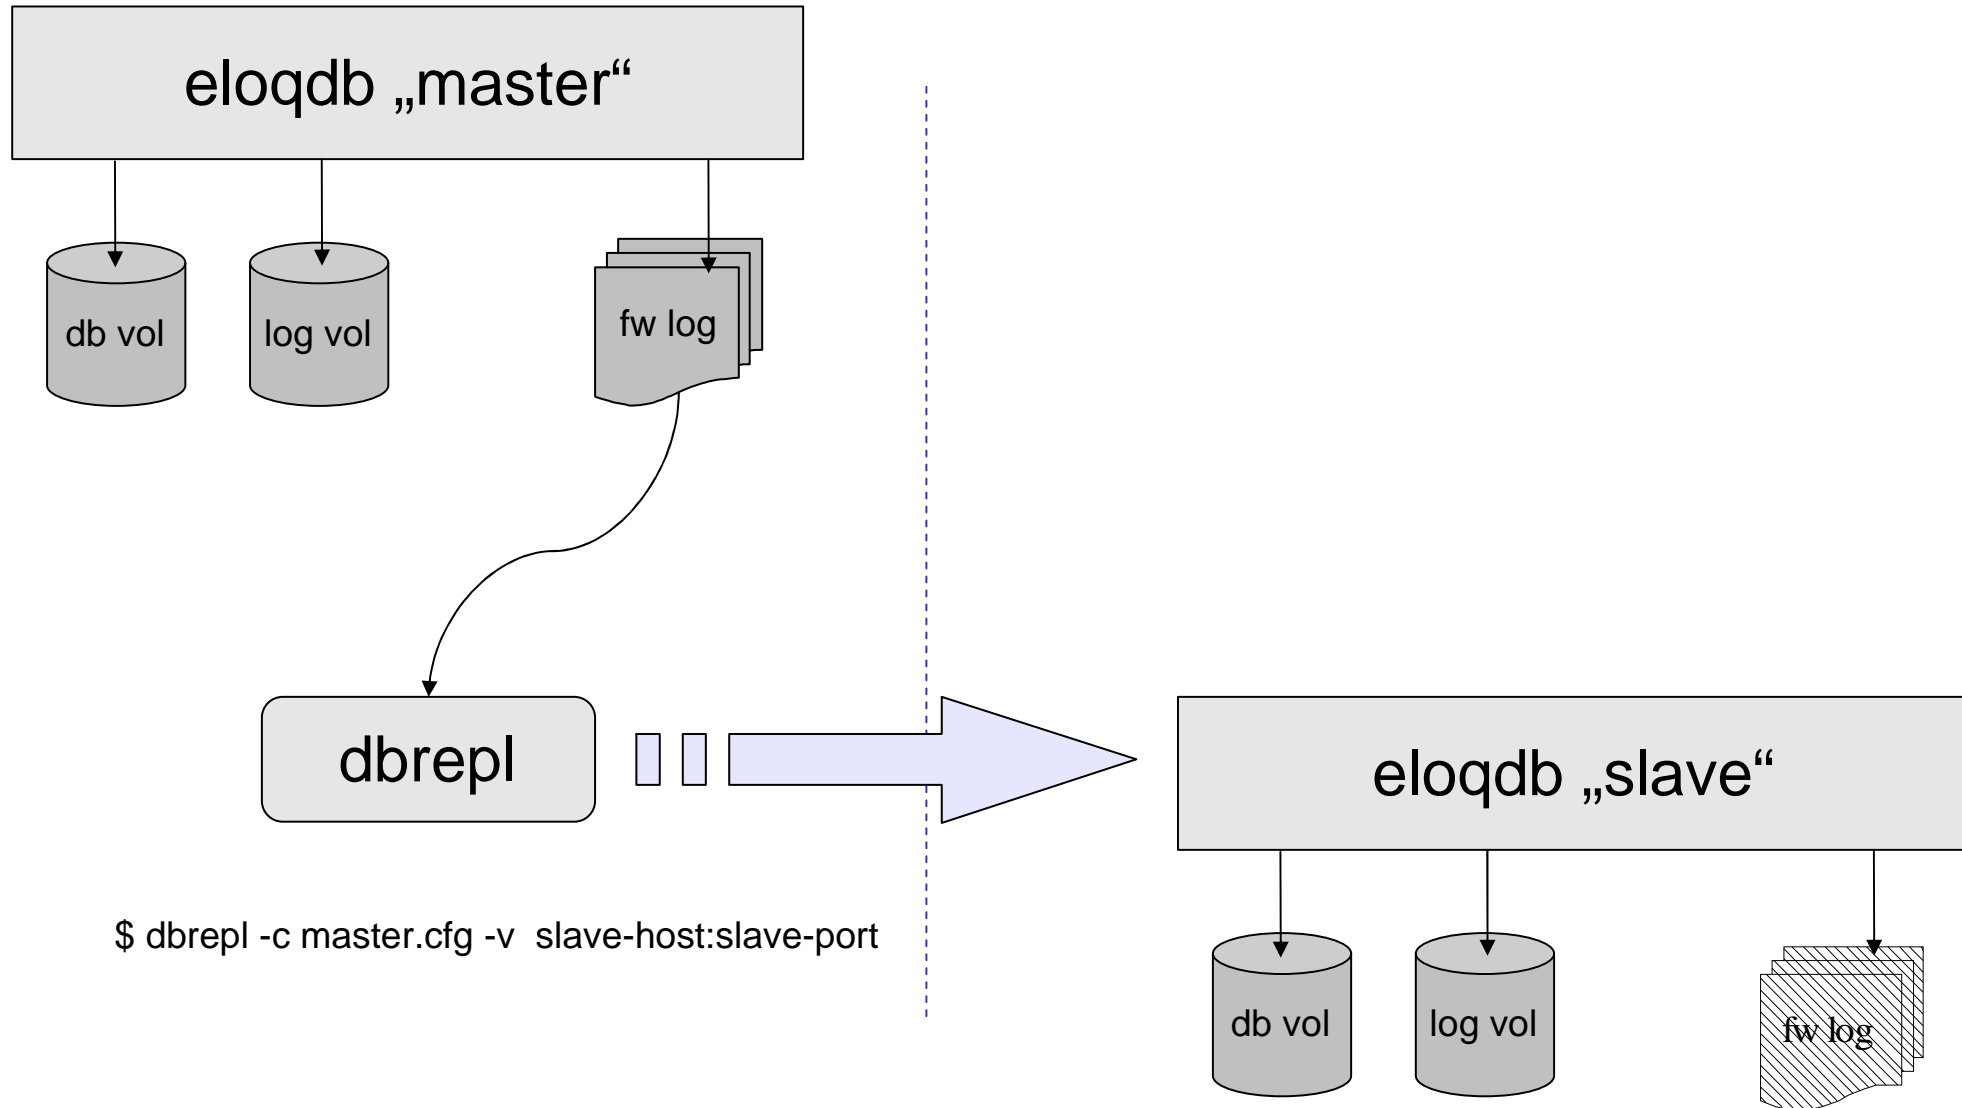 eloqdb „master“
db vol
log vol
fw log
dbrepl
eloqdb „slave“
$ dbrepl -c master.cfg -v  slave-host:slave-port
db vol
log vol
fw log